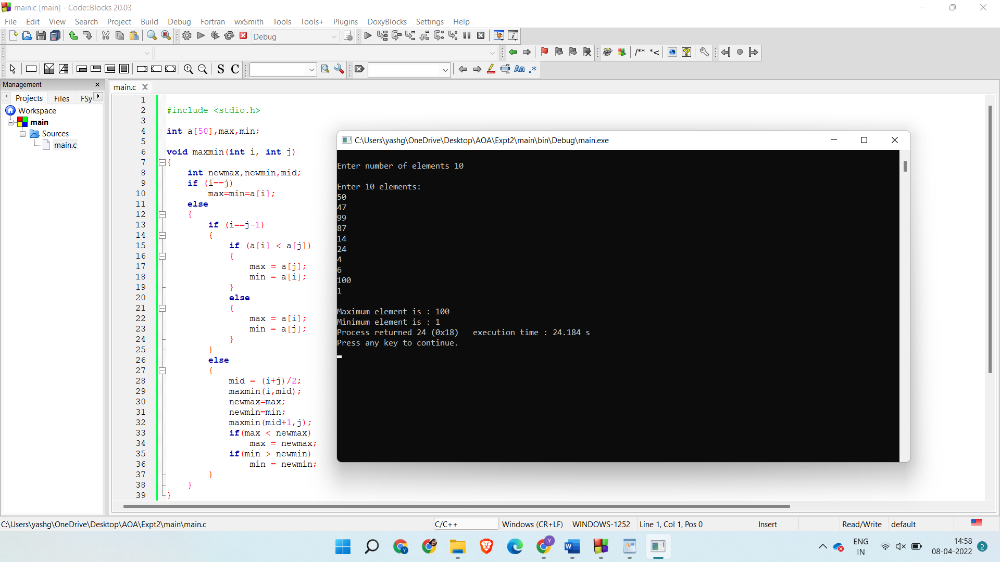 main.c [main] - Code::Blocks 20.03
File Edit View Search Project Build Debug Fortran wxSmith Tools Tools+ Plugins DoxyBlocks Settings Help
Debug
/** *<
S C
Aa .*
Management
Projects Files FSy
Workspace
main
Sources
main.c
main.c
1
2 #include <stdio.h>
3
4 int a[50],max,min;
5
6 void maxmin(int i, int j)
7 {
8 int newmax,newmin,mid;
9 if (i==j)
10 max=min=a[i];
11 else
12 {
13 if (i==j-1)
14 {
15 if (a[i] < a[j])
16 {
17 max = a[j];
18 min = a[i];
19 }
20 else
21 {
22 max = a[i];
23 min = a[j];
24 }
25 }
26 else
27 {
28 mid = (i+j)/2;
29 maxmin(i,mid);
30 newmax=max;
31 newmin=min;
32 maxmin(mid+1,j);
33 if(max < newmax)
34 max = newmax;
35 if(min > newmin)
36 min = newmin;
37 }
38 }
39 }
C:\Users\yashg\OneDrive\Desktop\AOA\Expt2\main\bin\Debug\main.exe
Enter number of elements 10
Enter 10 elements:
50
47
99
87
14
24
4
6
100
1
Maximum element is : 100
Minimum element is : 1
Process returned 24 (0x18) execution time : 24.184 s
Press any key to continue.
C:\Users\yashg\OneDrive\Desktop\AOA\Expt2\main\main.c C/C++ Windows (CR+LF) WINDOWS-1252 Line 1, Col 1, Pos 0 Insert Read/Write default
ENG
IN
14:58
08-04-2022
2